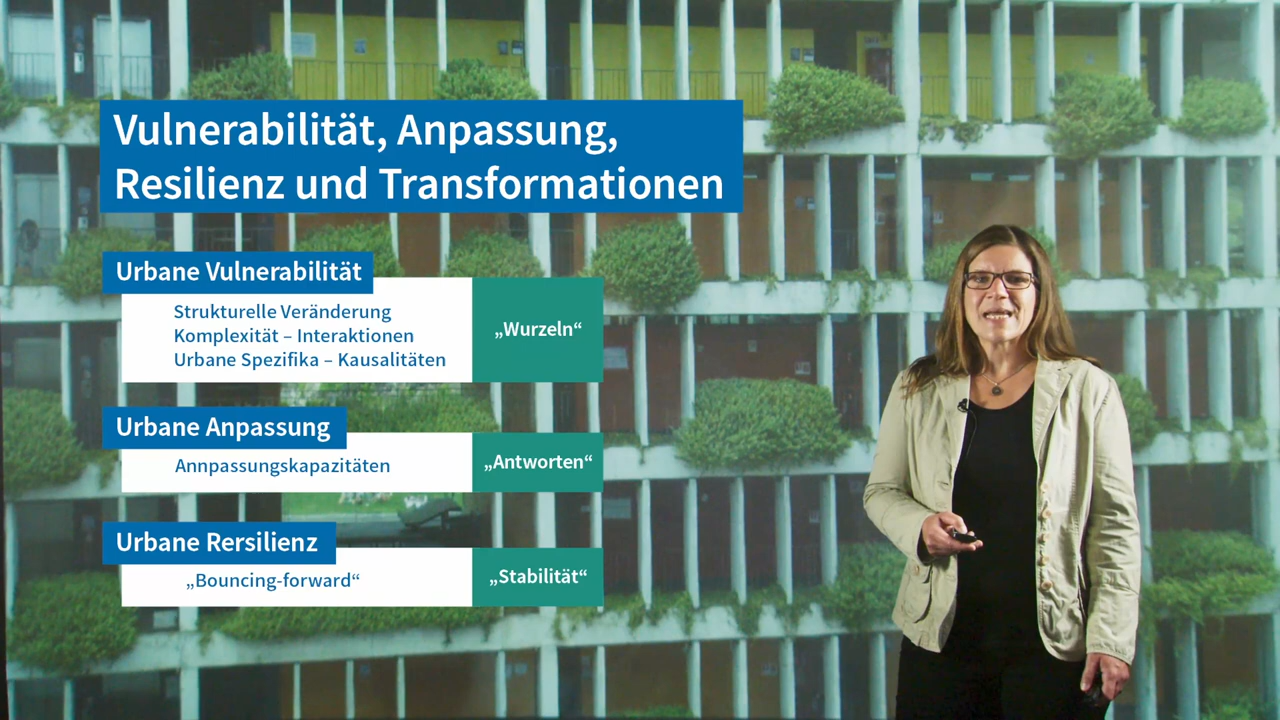 Vulnerabilität, Anpassung,
Resilienz und Transformationen
Urbane Vulnerabilität
Strukturelle Veränderung
Komplexität – Interaktionen
Urbane Spezifika – Kausalitäten
„Wurzeln“
Urbane Anpassung
Annpassungskapazitäten
„Antworten“
Urbane Rersilienz
„Bouncing-forward“
„Stabilität“